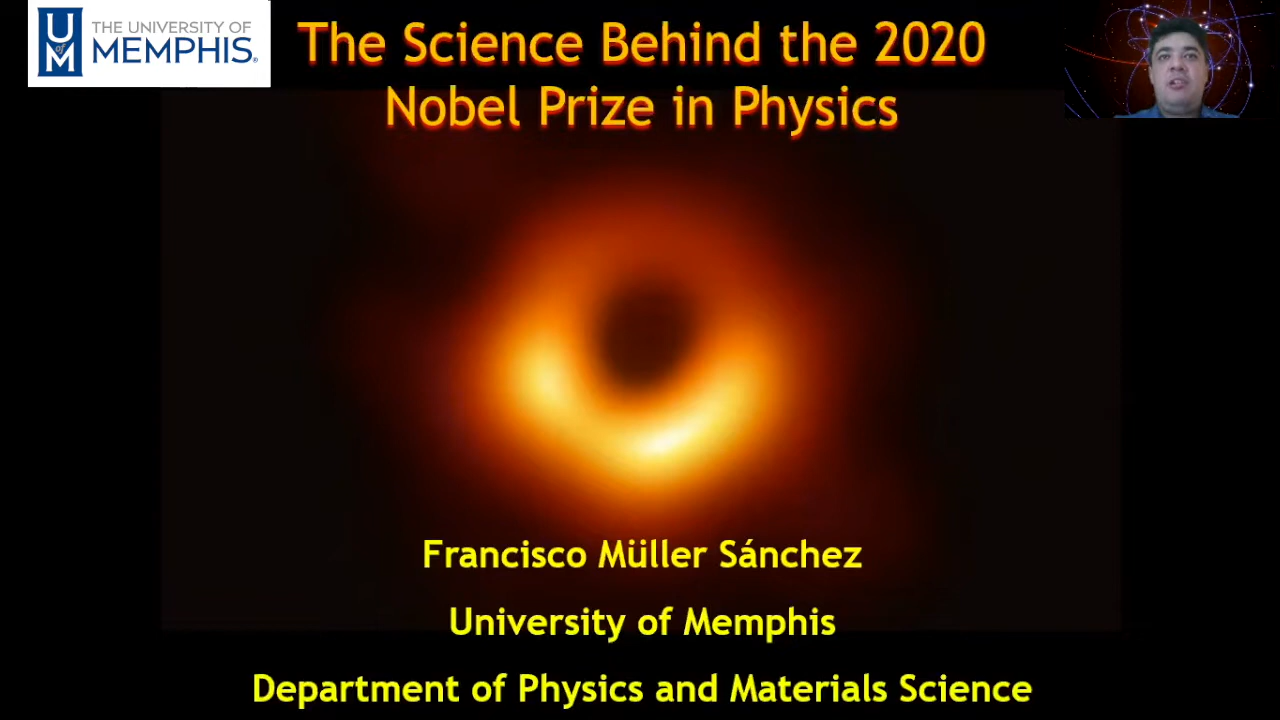 U of M
THE UNIVERSITY OF
MEMPHIS.
The Science Behind the 2020
Nobel Prize in Physics
Francisco Müller Sánchez
University of Memphis
Department of Physics and Materials Science